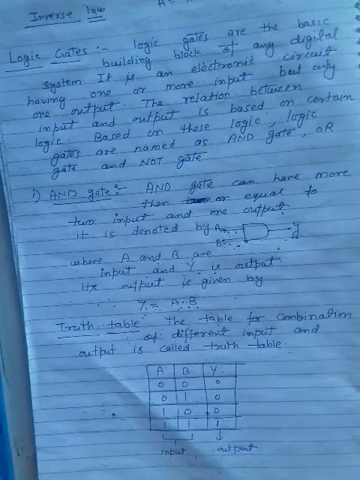 Inverse law
Logic Gates :- logic gates are the basic
building block of any digital
system It is an electronic circuit
having one or more input but only
one output. The relation between
input and output is based on certain
logic. Based on these logic, logic
gates are named as AND gate, OR
gate and NOT gate
i) AND gate:- AND gate can have more
then or equal to
two input and one output
it is denoted by A B Y
where A and B are
input and Y is output
Its output is given by
Y = A.B
Truth table: The table for combination
of different input and
output is called truth table.
A B Y
0 0 0
0 1 0
1 0 0
1 1 1
input output